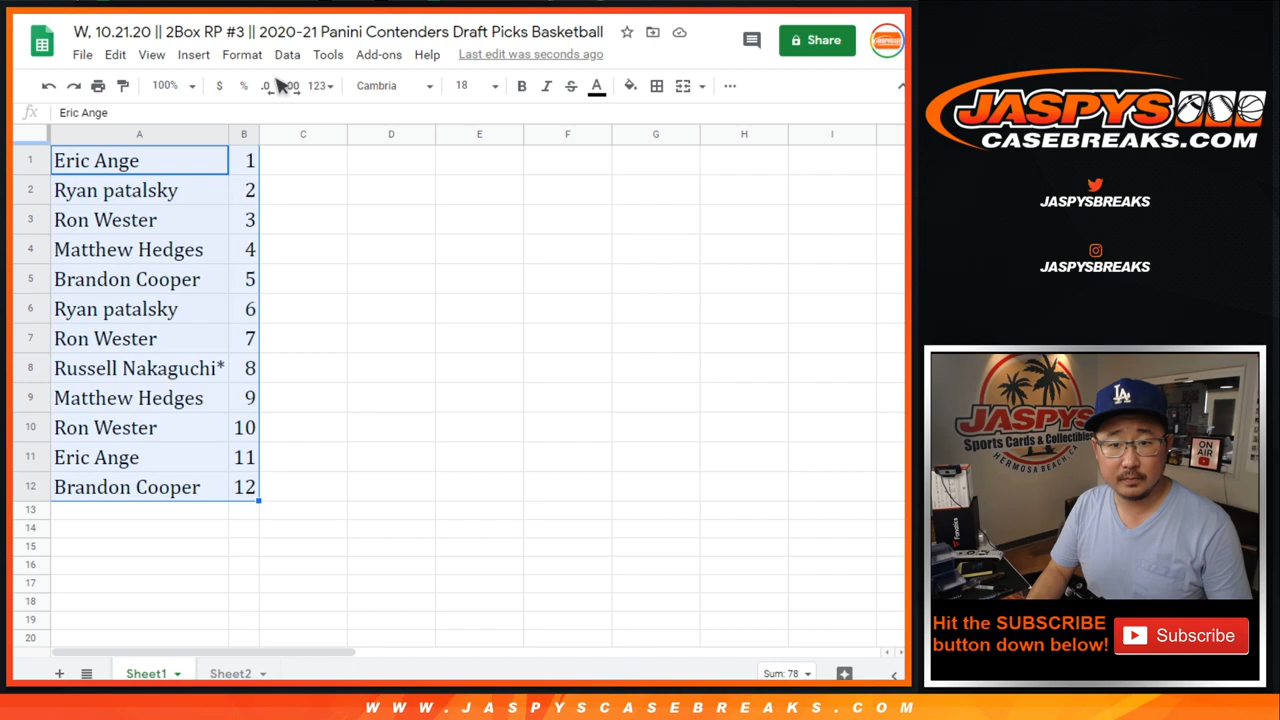 W, 10.21.20 || 2Box RP #3 || 2020-21 Panini Contenders Draft Picks Basketball
File Edit View Insert Format Data Tools Add-ons Help Last edit was seconds ago
Share
100% $ % .0 .00 123 Cambria 18 B I S A
fx Eric Ange
A B C D E F G H I
1 Eric Ange 1
2 Ryan patalsky 2
3 Ron Wester 3
4 Matthew Hedges 4
5 Brandon Cooper 5
6 Ryan patalsky 6
7 Ron Wester 7
8 Russell Nakaguchi* 8
9 Matthew Hedges 9
10 Ron Wester 10
11 Eric Ange 11
12 Brandon Cooper 12
13
14
15
16
17
18
19
20
Sheet1 Sheet2 Sum: 78
JASPYS
CASEBREAKS.COM
JASPYSBREAKS
JASPYSBREAKS
JASPYS
Sports Cards & Collectibles
HERMOSA BEACH, CA
ON AIR
LA
Fanatics
Hit the SUBSCRIBE
button down below!
Subscribe
WWW.JASPYSCASEBREAKS.COM